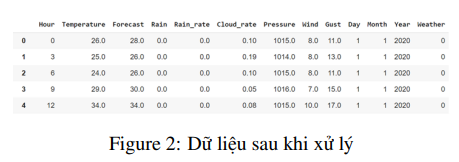 Hour Temperature Forecast Rain Rain_rate Cloud_rate Pressure Wind Gust Day Month Year Weather
0 0 26.0 28.0 0.0 0.0 0.10 1015.0 8.0 11.0 1 1 2020 0
1 3 25.0 26.0 0.0 0.0 0.19 1014.0 8.0 13.0 1 1 2020 0
2 6 24.0 26.0 0.0 0.0 0.10 1015.0 8.0 11.0 1 1 2020 0
3 9 29.0 30.0 0.0 0.0 0.05 1016.0 7.0 15.0 1 1 2020 0
4 12 34.0 34.0 0.0 0.0 0.08 1015.0 10.0 17.0 1 1 2020 0
Figure 2: Dữ liệu sau khi xử lý